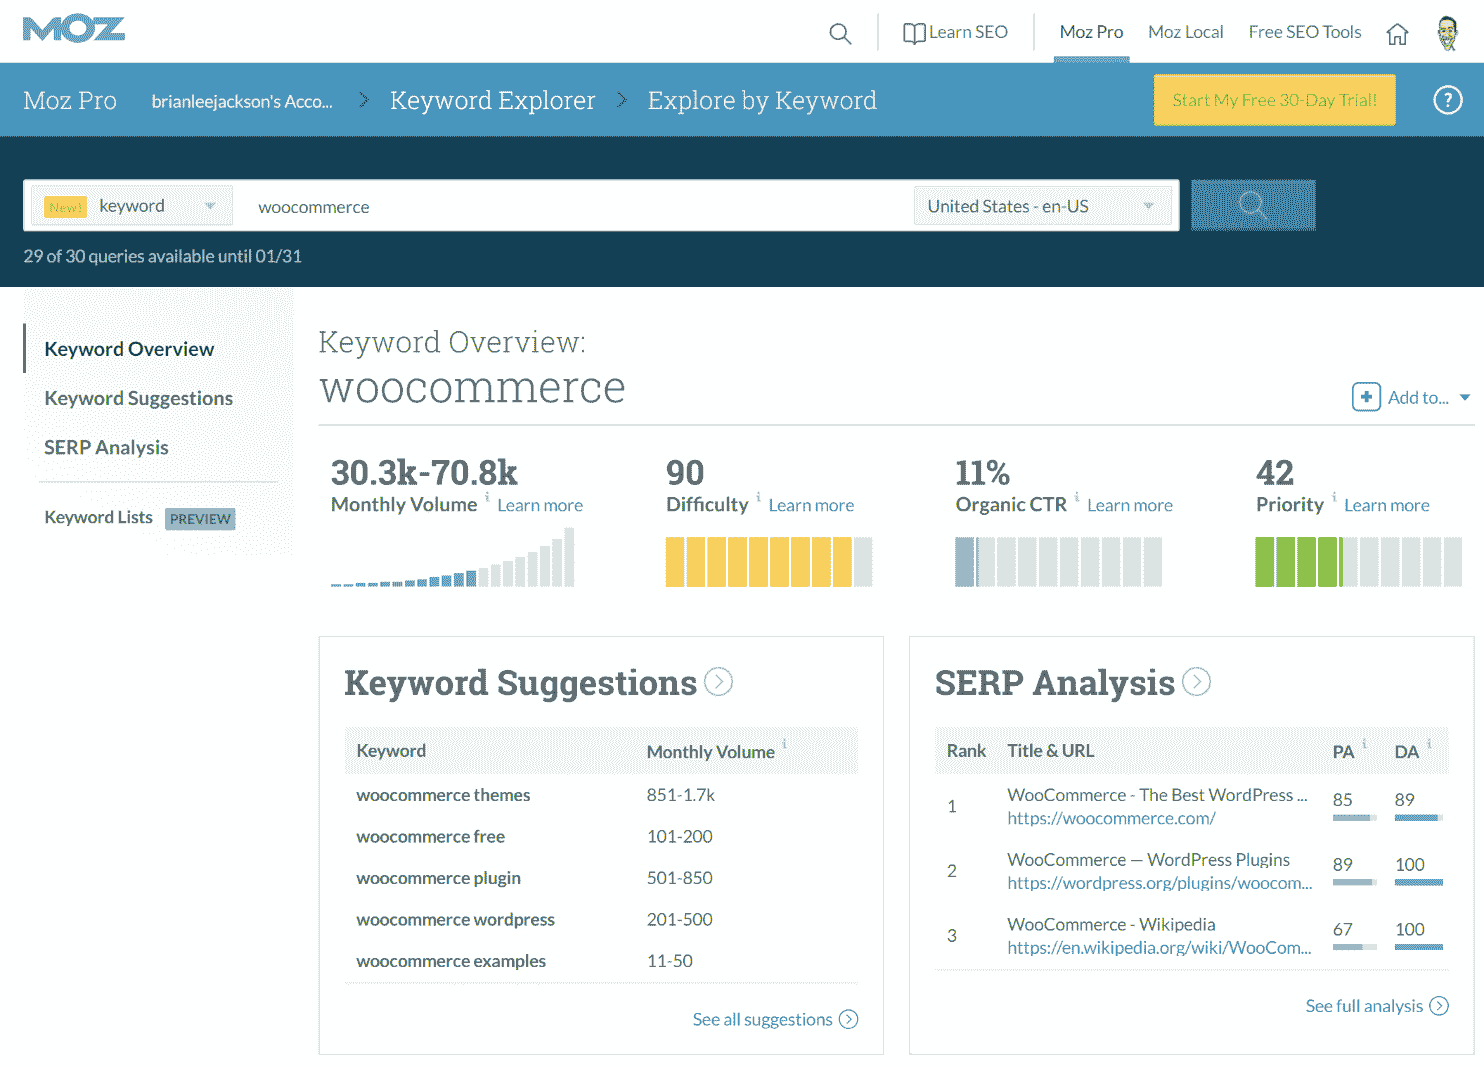 MOZ
Learn SEO
Moz Pro
Moz Local
Free SEO Tools
Moz Pro
brianleejackson's Acco...
Keyword Explorer
Explore by Keyword
Start My Free 30-Day Trial!
?
New!
keyword
woocommerce
United States - en-US
29 of 30 queries available until 01/31
Keyword Overview
Keyword Suggestions
SERP Analysis
Keyword Lists PREVIEW
Keyword Overview:
woocommerce
Add to...
30.3k-70.8k
Monthly Volume i Learn more
90
Difficulty i Learn more
11%
Organic CTR i Learn more
42
Priority i Learn more
Keyword Suggestions
Keyword Monthly Volume i
woocommerce themes 851-1.7k
woocommerce free 101-200
woocommerce plugin 501-850
woocommerce wordpress 201-500
woocommerce examples 11-50
See all suggestions
SERP Analysis
Rank Title & URL PA i DA i
1 WooCommerce - The Best WordPress ... 85 89
https://woocommerce.com/
2 WooCommerce — WordPress Plugins 89 100
https://wordpress.org/plugins/woocom...
3 WooCommerce - Wikipedia 67 100
https://en.wikipedia.org/wiki/WooCom...
See full analysis